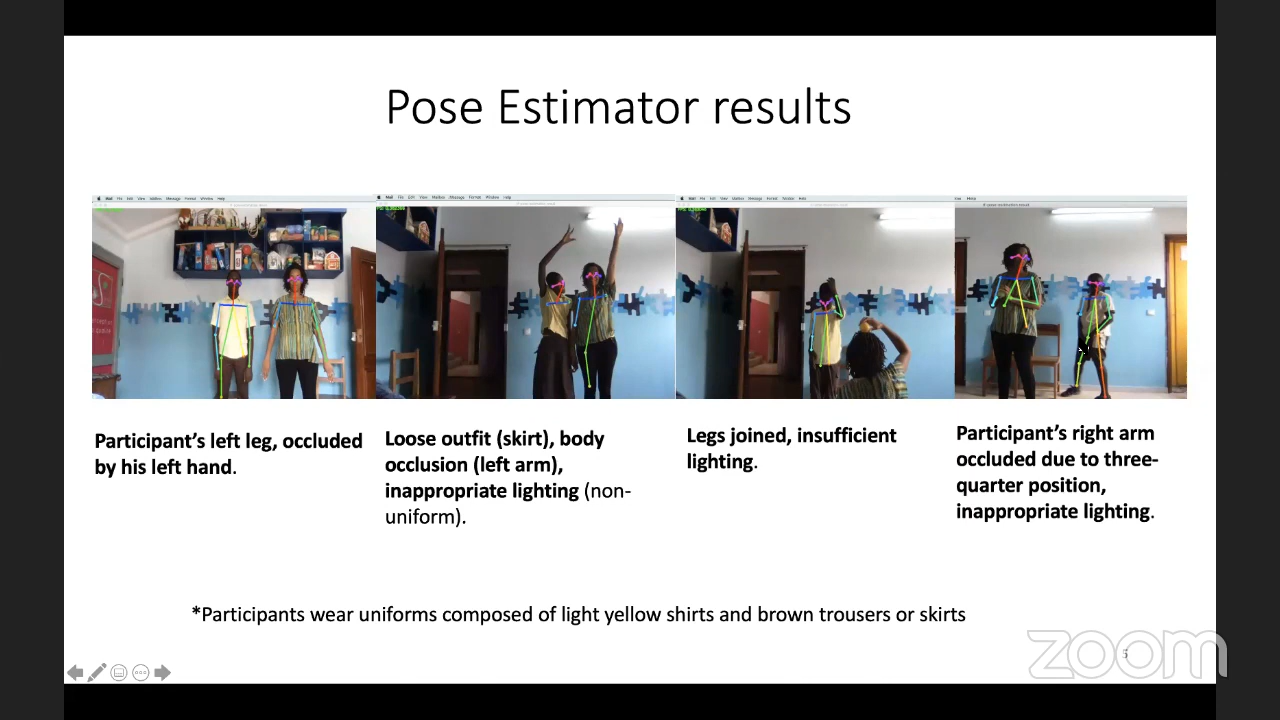 Pose Estimator results
Participant's left leg, occluded
by his left hand.
Loose outfit (skirt), body
occlusion (left arm),
inappropriate lighting (non-
uniform).
Legs joined, insufficient
lighting.
Participant's right arm
occluded due to three-
quarter position,
inappropriate lighting.
*Participants wear uniforms composed of light yellow shirts and brown trousers or skirts
5
zoom